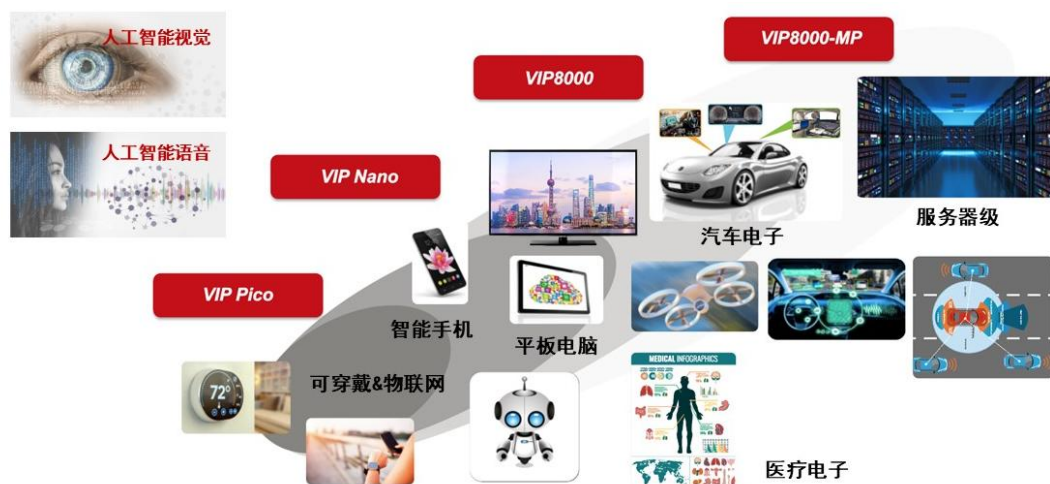 人工智能视觉
人工智能语音
VIP8000-MP
VIP8000
VIP Nano
VIP Pico
服务器级
汽车电子
智能手机
平板电脑
可穿戴&物联网
72°
MEDICAL INFOGRAPHICS
医疗电子